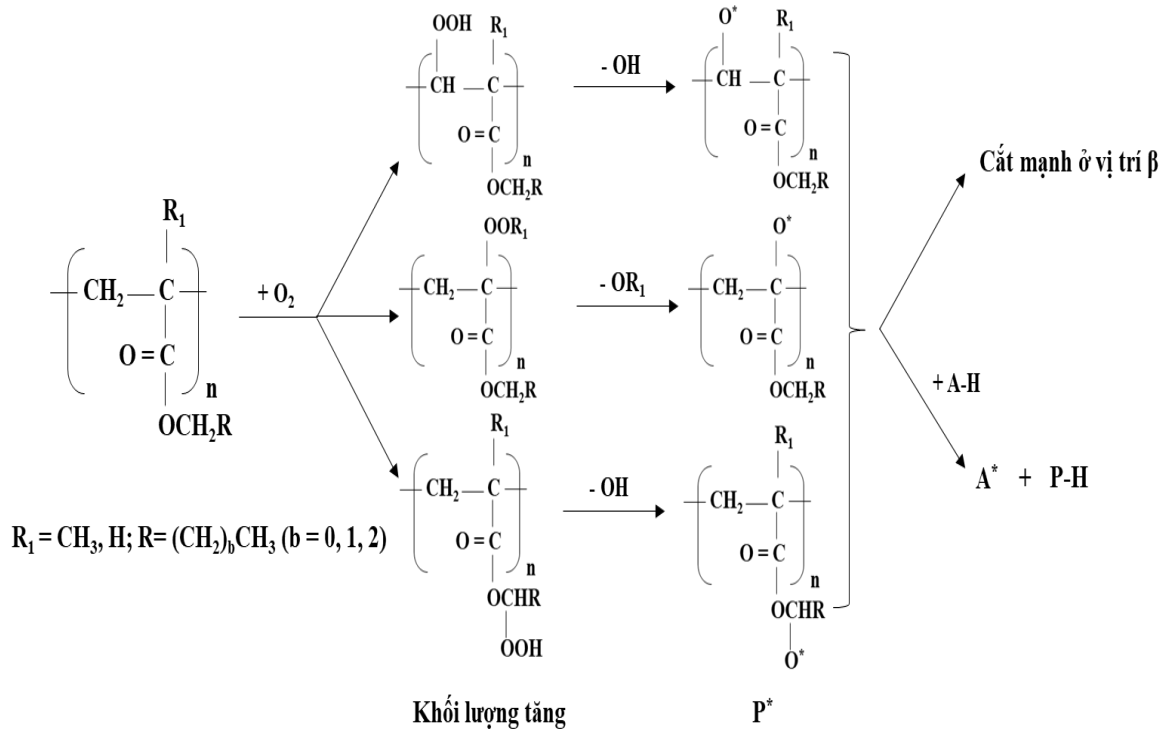 OOH R₁
CH C
O = C
n
OCH₂R
- OH
O* R₁
CH C
O = C
n
OCH₂R
Cắt mạnh ở vị trí β
R₁
CH₂ — C
O = C
n
OCH₂R
+ O₂
OOR₁
CH₂ — C
O = C
n
OCH₂R
- OR₁
O*
CH₂ — C
O = C
n
OCH₂R
+ A-H
A* + P-H
R₁ = CH₃, H; R= (CH₂)bCH₃ (b = 0, 1, 2)
R₁
CH₂ — C
O = C
n
OCHR
OOH
- OH
R₁
CH₂ — C
O = C
n
OCHR
O*
Khối lượng tăng
P*